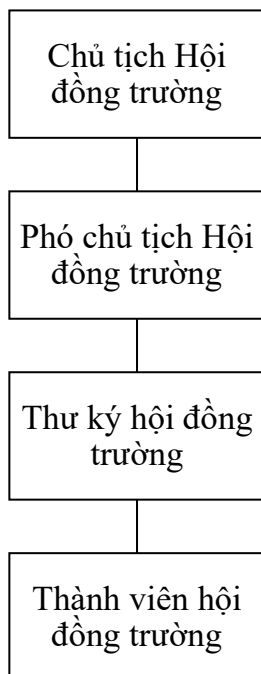 Chủ tịch Hội
đồng trường
Phó chủ tịch Hội
đồng trường
Thư ký hội đồng
trường
Thành viên hội
đồng trường